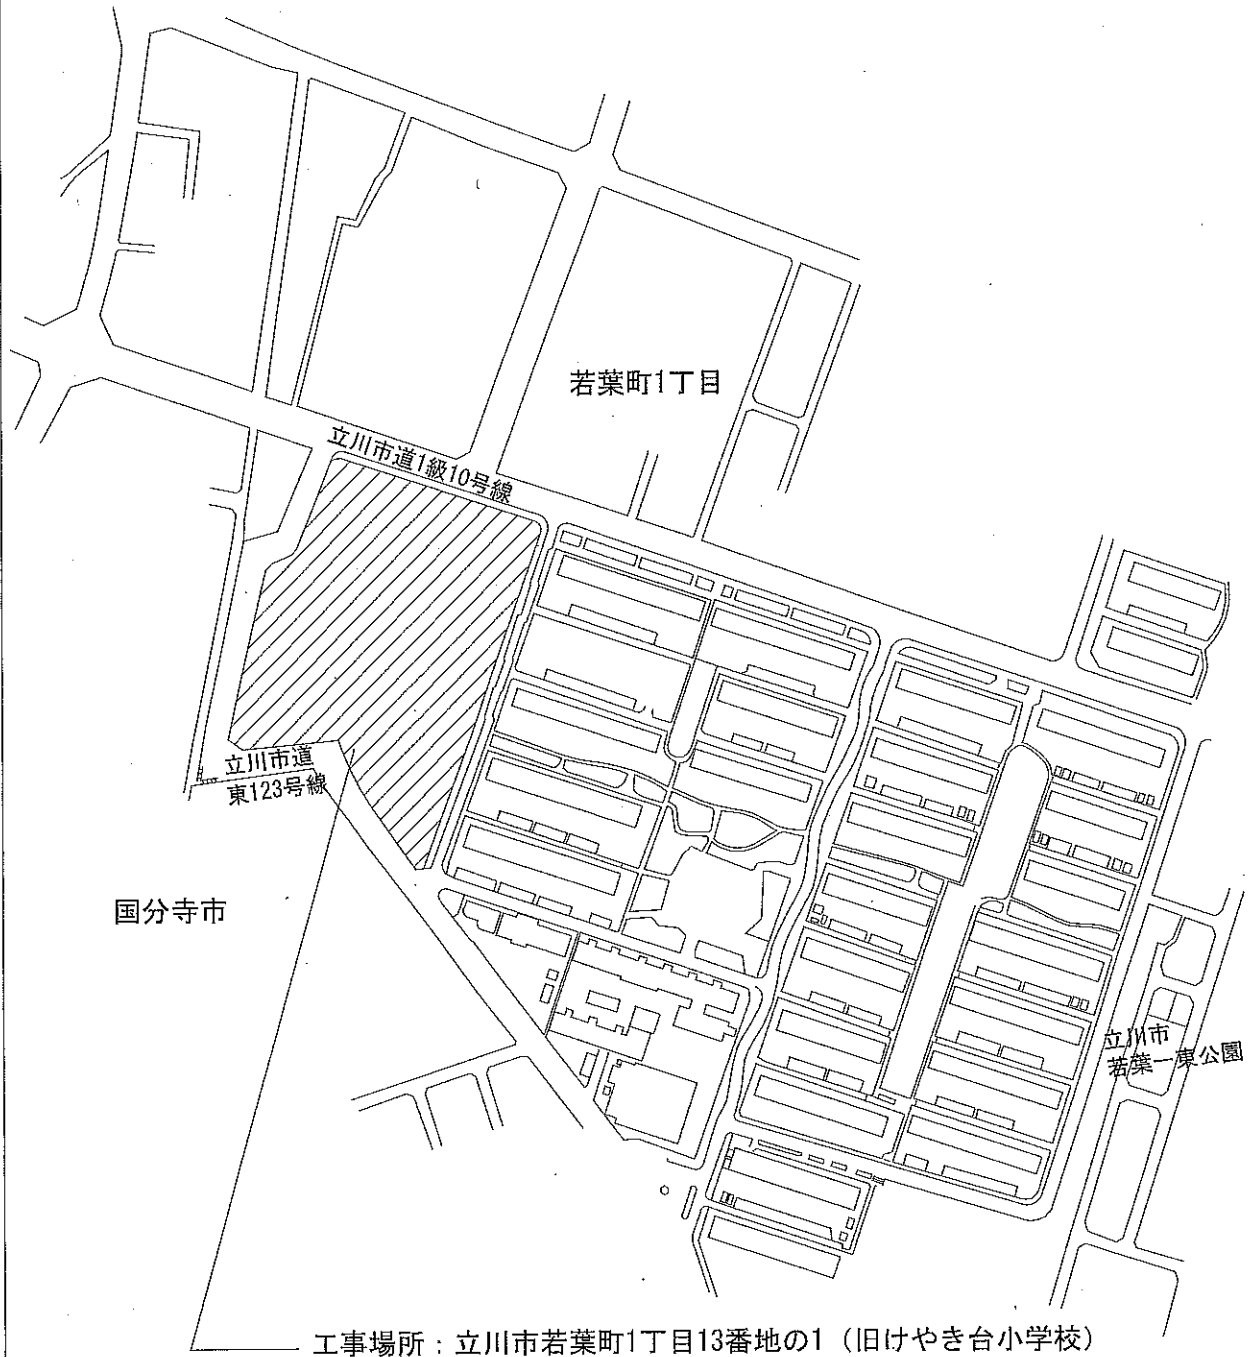 若葉町1丁目
立川市道1級10号線
立川市道
東123号線
国分寺市
立川市
若葉一東公園
工事場所：立川市若葉町1丁目13番地の1（旧けやき台小学校）